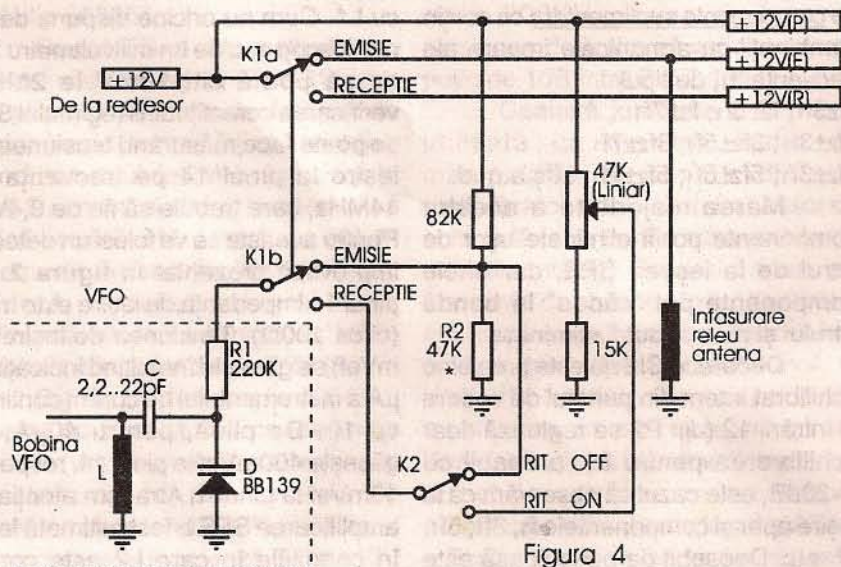 +12V
De la redresor
K1a
EMISIE
RECEPTIE
+12V(P)
+12V(E)
+12V(R)
82K
47K
(Liniar)
K1b
EMISIE
RECEPTIE
VFO
R1
220K
C
2,2..22pF
R2
47K
*
15K
Infasurare
releu
antena
Bobina
VFO
L
D
BB139
K2
RIT OFF
RIT ON
Figura 4